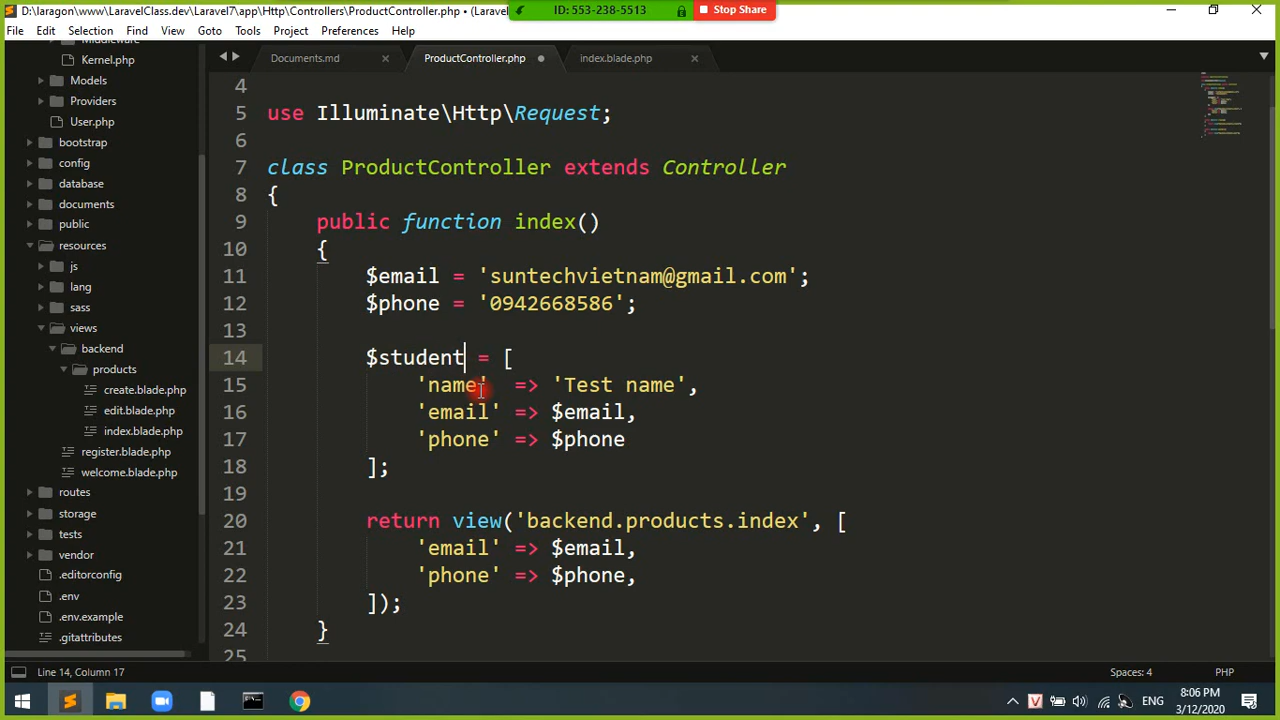 D:\laragon\www\LaravelClass.dev\Laravel7\app\Http\Controllers\ProductController.php • (Larave
ID: 553-238-5513
Stop Share
File Edit Selection Find View Goto Tools Project Preferences Help
Middleware
Kernel.php
Models
Providers
User.php
bootstrap
config
database
documents
public
resources
js
lang
sass
views
backend
products
create.blade.php
edit.blade.php
index.blade.php
register.blade.php
welcome.blade.php
routes
storage
tests
vendor
.editorconfig
.env
.env.example
.gitattributes
Documents.md
ProductController.php
index.blade.php
4
5 use Illuminate\Http\Request;
6
7 class ProductController extends Controller
8 {
9 public function index()
10 {
11 $email = 'suntechvietnam@gmail.com';
12 $phone = '0942668586';
13
14 $student = [
15 'name' => 'Test name',
16 'email' => $email,
17 'phone' => $phone
18 ];
19
20 return view('backend.products.index', [
21 'email' => $email,
22 'phone' => $phone,
23 ]);
24 }
25
Line 14, Column 17
Spaces: 4
PHP
V
ENG
8:06 PM
3/12/2020